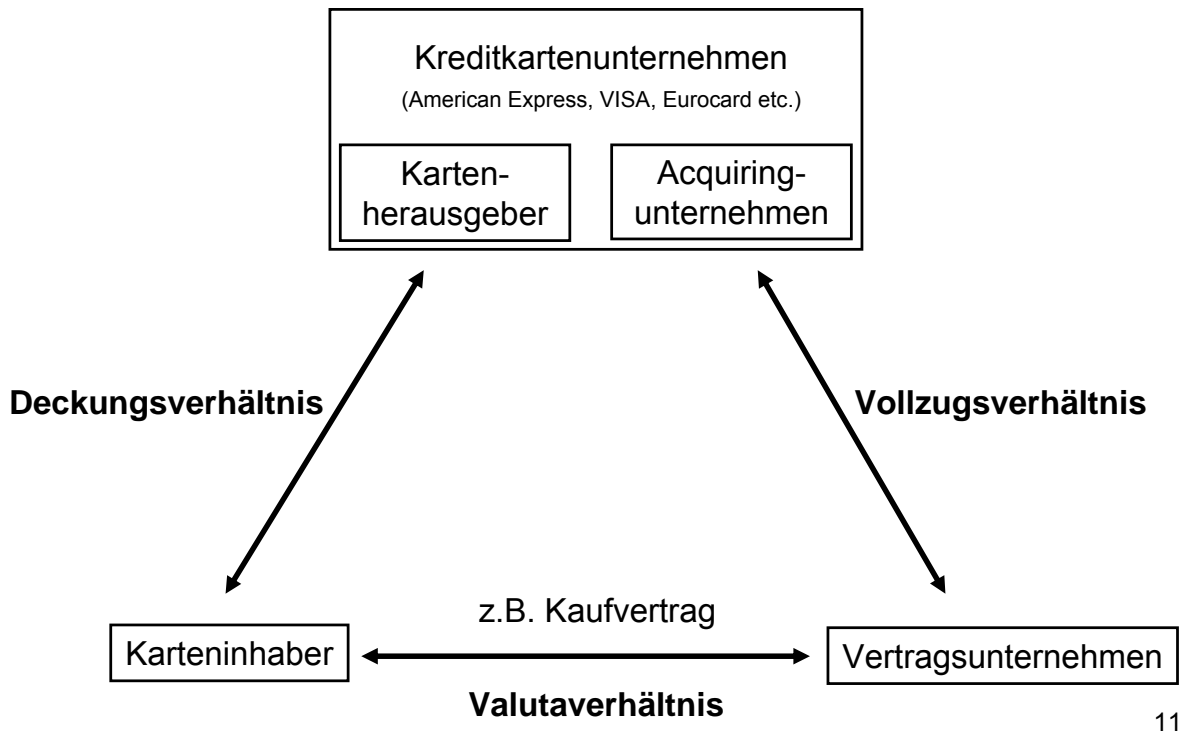 Kreditkartenunternehmen
(American Express, VISA, Eurocard etc.)
Karten-
herausgeber
Acquiring-
unternehmen
Deckungsverhältnis
Vollzugsverhältnis
z.B. Kaufvertrag
Karteninhaber
Vertragsunternehmen
Valutaverhältnis
11